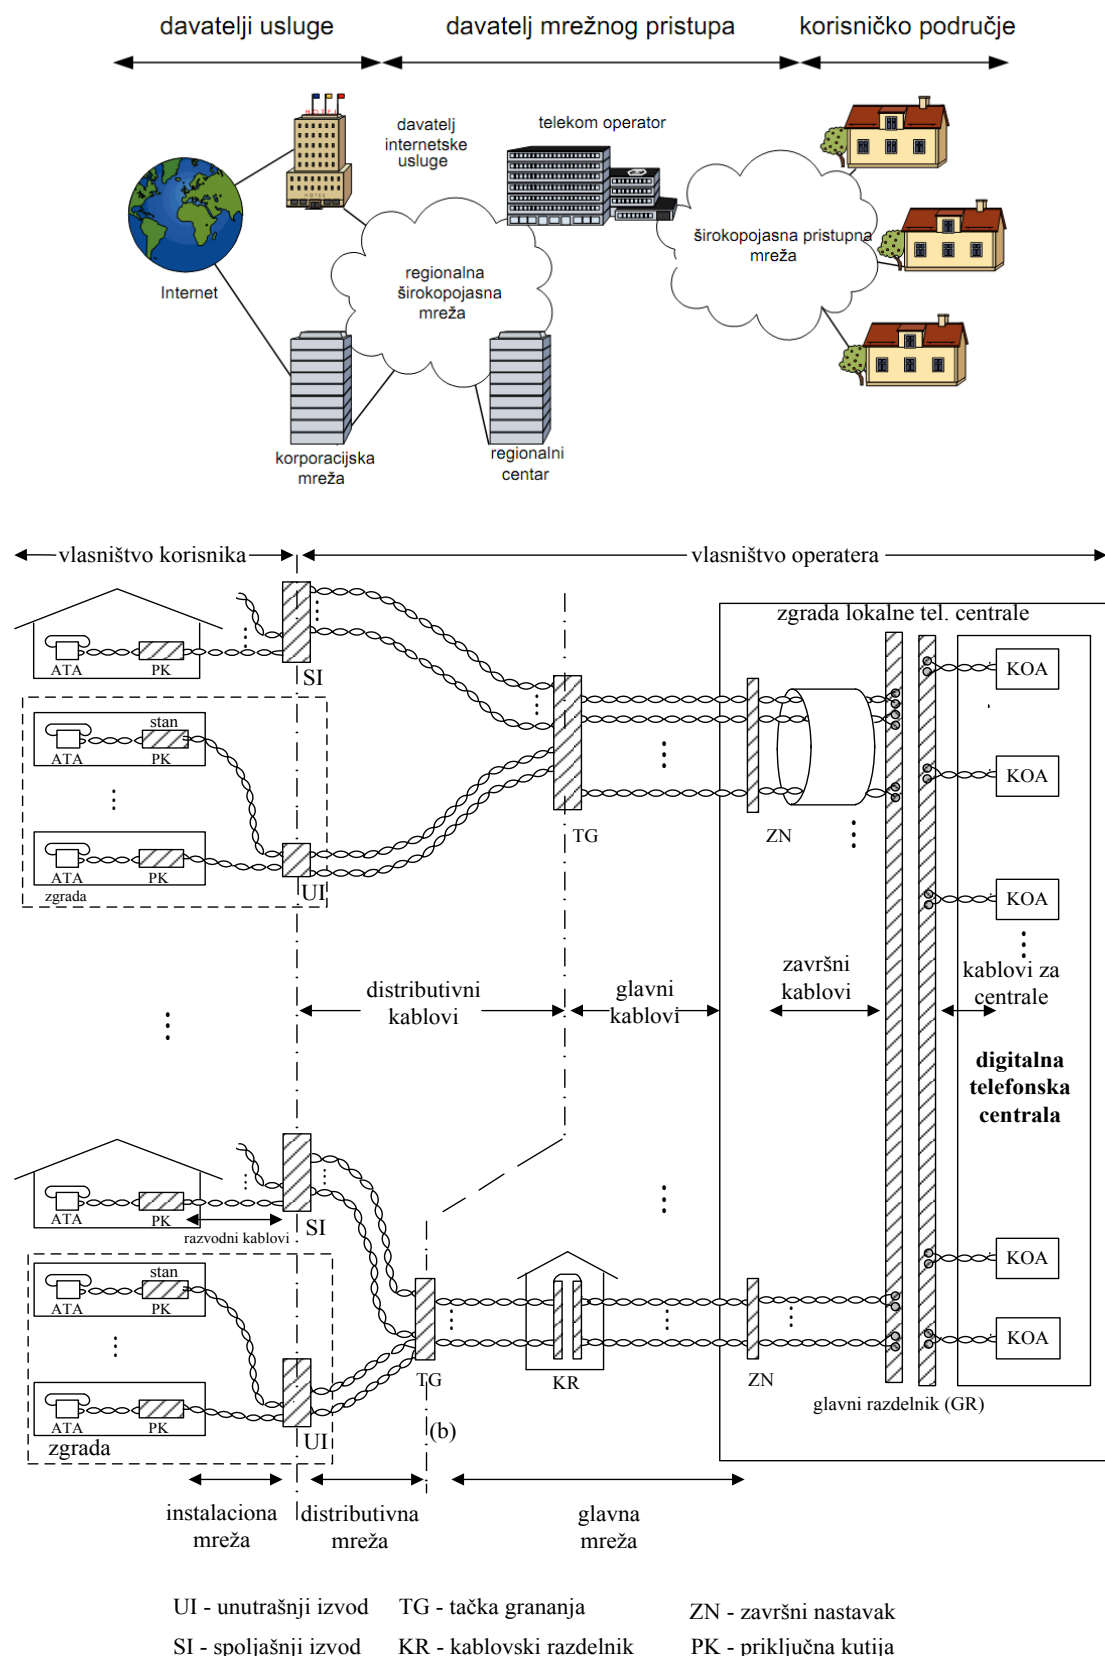 davatelji usluge
davatelj mrežnog pristupa
korisničko područje
davatelj
internetske
usluge
telekom operator
HOTEL
širokopojasna pristupna
mreža
regionalna
širokopojasna
mreža
Internet
korporacijska
mreža
regionalni
centar
vlasništvo korisnika
vlasništvo operatera
zgrada lokalne tel. centrale
ATA
PK
SI
KOA
stan
ATA
PK
KOA
TG
ZN
ATA
PK
zgrada
UI
KOA
distributivni
kablovi
glavni
kablovi
završni
kablovi
kablovi za
centrale
digitalna
telefonska
centrala
ATA
PK
razvodni kablovi
SI
KOA
stan
ATA
PK
KOA
TG
KR
ZN
glavni razdelnik (GR)
ATA
PK
zgrada
UI
(b)
instalaciona
mreža
distributivna
mreža
glavna
mreža
UI - unutrašnji izvod
TG - tačka grananja
ZN - završni nastavak
SI - spoljašnji izvod
KR - kablovski razdelnik
PK - priključna kutija